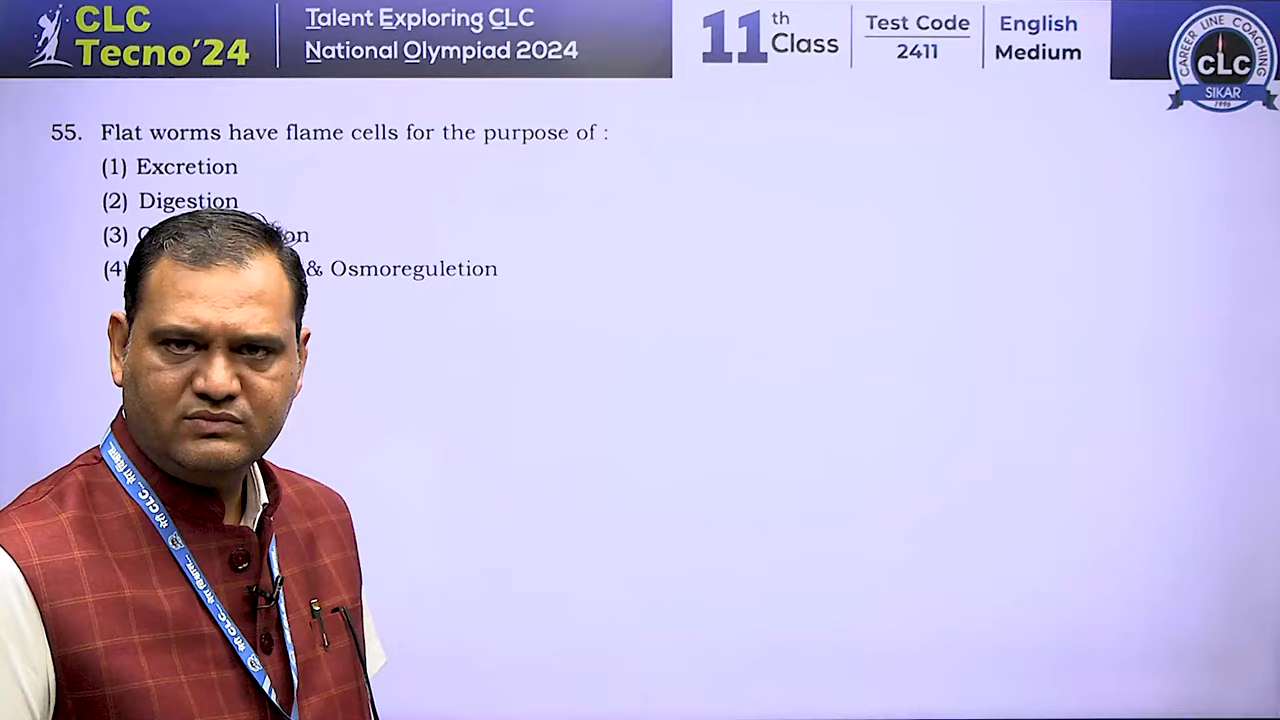 CLC
Tecno'24
Talent Exploring CLC
National Olympiad 2024
11th
Class
Test Code
2411
English
Medium
CAREER LINE COACHING
CLC
SIKAR
1996
55. Flat worms have flame cells for the purpose of :
(1) Excretion
(2) Digestion
(3)
(4) & Osmoreguletion